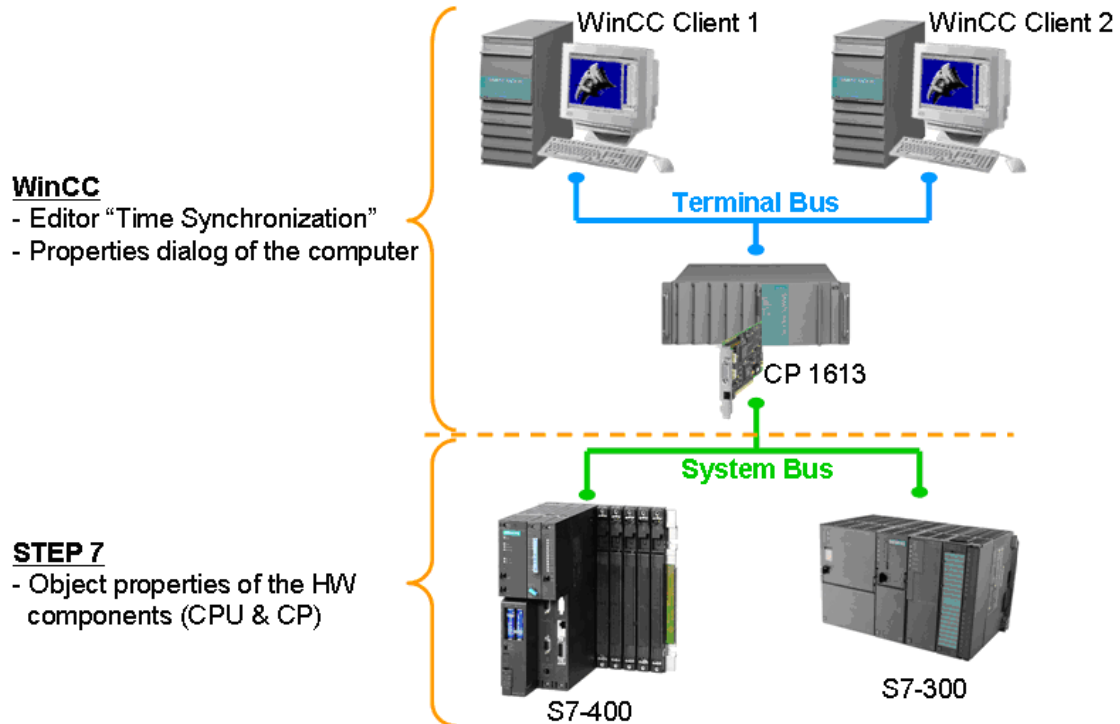 WinCC Client 1
WinCC Client 2
WinCC
- Editor “Time Synchronization”
- Properties dialog of the computer
Terminal Bus
CP 1613
System Bus
STEP 7
- Object properties of the HW
components (CPU & CP)
S7-400
S7-300